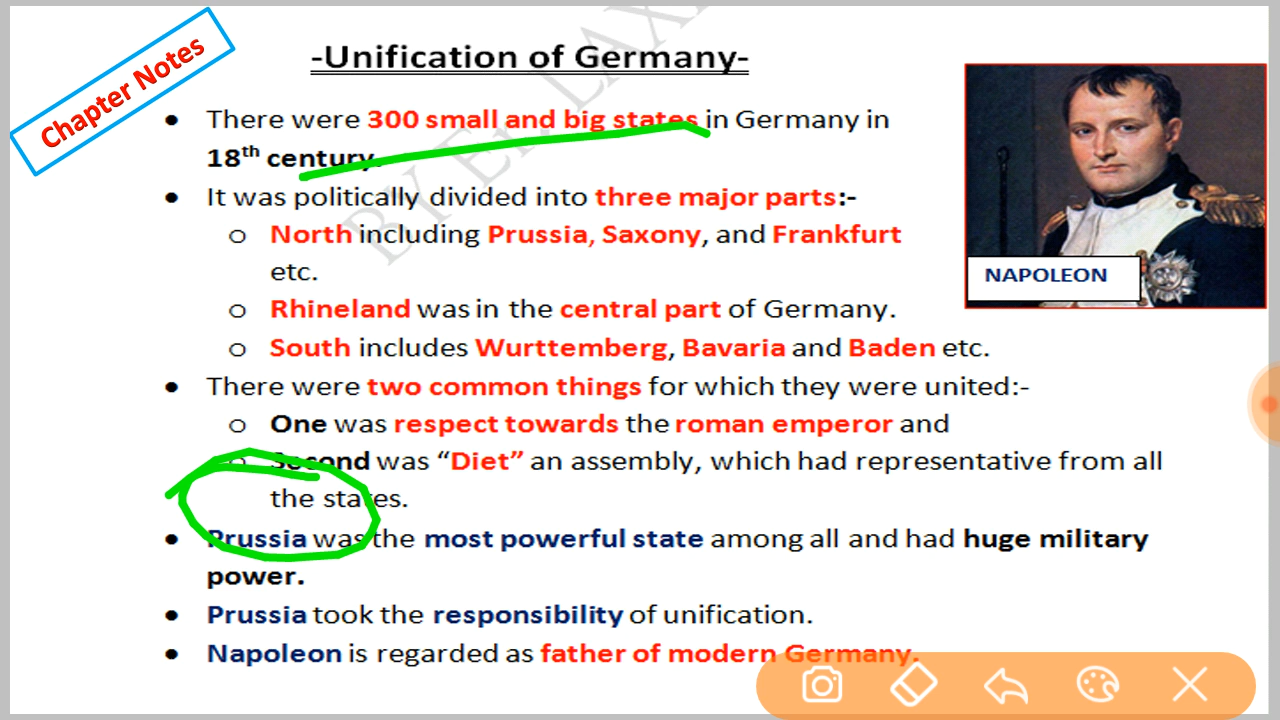 Chapter Notes
-Unification of Germany-
• There were 300 small and big states in Germany in
18th century.
• It was politically divided into three major parts:-
o North including Prussia, Saxony, and Frankfurt
etc.
o Rhineland was in the central part of Germany.
o South includes Wurttemberg, Bavaria and Baden etc.
• There were two common things for which they were united:-
o One was respect towards the roman emperor and
o Second was “Diet” an assembly, which had representative from all
the states.
• Prussia was the most powerful state among all and had huge military
power.
• Prussia took the responsibility of unification.
• Napoleon is regarded as father of modern Germany.
NAPOLEON